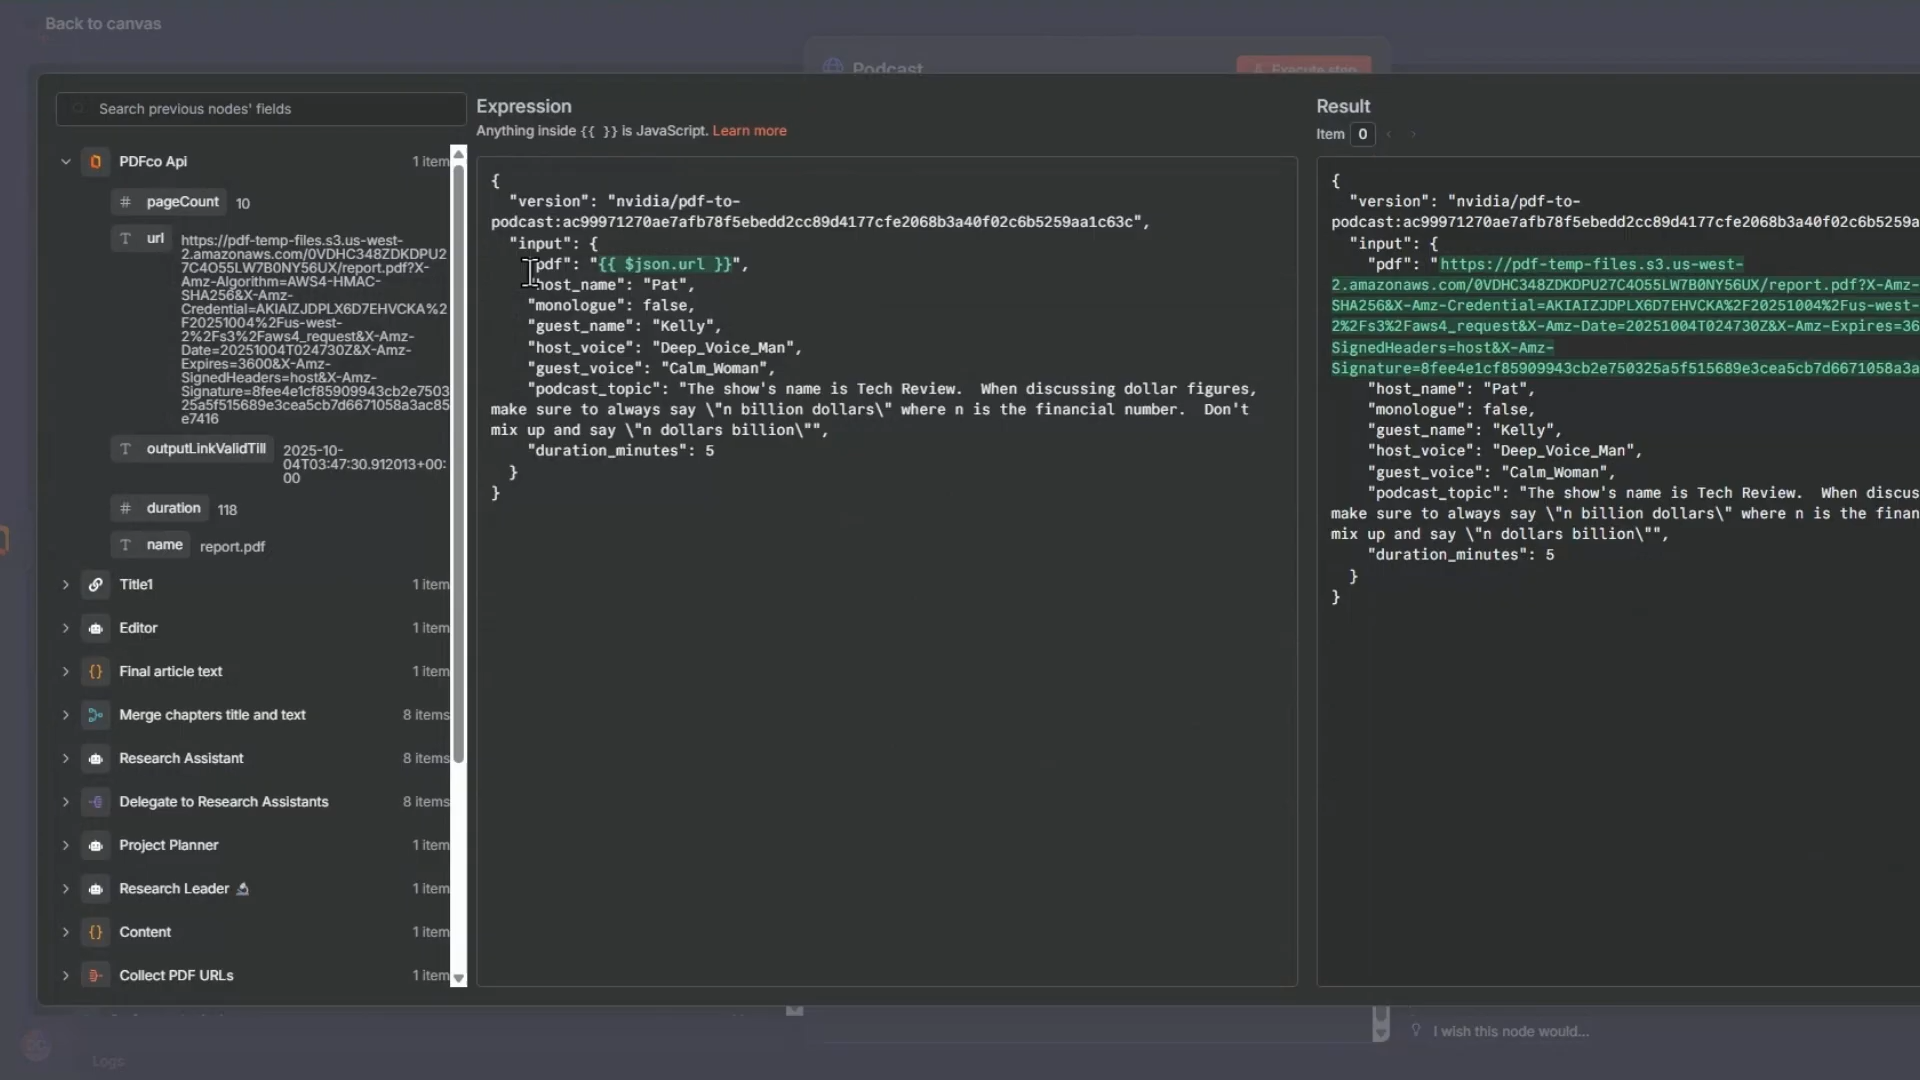 Back to canvas
Podcast
Execute step
Search previous nodes' fields
PDFco Api 1 item
# pageCount 10
T url https://pdf-temp-files.s3.us-west-
2.amazonaws.com/0VDHC348ZDKDPU2
7C4O55LW7B0NY56UX/report.pdf?X-
Amz-Algorithm=AWS4-HMAC-
SHA256&X-Amz-
Credential=AKIAIZJDPLX6D7EHVCKA%2
F20251004%2Fus-west-
2%2Fs3%2Faws4_request&X-Amz-
Date=20251004T024730Z&X-Amz-
Expires=3600&X-Amz-
SignedHeaders=host&X-Amz-
Signature=8fee4e1cf85909943cb2e7503
25a5f515689e3cea5cb7d6671058a3ac85
e7416
T outputLinkValidTill 2025-10-
04T03:47:30.912013+00:
00
# duration 118
T name report.pdf
Title1 1 item
Editor 1 item
{} Final article text 1 item
Merge chapters title and text 8 items
Research Assistant 8 items
Delegate to Research Assistants 8 items
Project Planner 1 item
Research Leader 1 item
{} Content 1 item
Collect PDF URLs 1 item
Expression
Anything inside {{ }} is JavaScript. Learn more
{
"version": "nvidia/pdf-to-
podcast:ac99971270ae7afb78f5ebedd2cc89d4177cfe2068b3a40f02c6b5259aa1c63c",
"input": {
"pdf": "{{ $json.url }}",
"host_name": "Pat",
"monologue": false,
"guest_name": "Kelly",
"host_voice": "Deep_Voice_Man",
"guest_voice": "Calm_Woman",
"podcast_topic": "The show's name is Tech Review.  When discussing dollar figures,
make sure to always say \"n billion dollars\" where n is the financial number.  Don't
mix up and say \"n dollars billion\"",
"duration_minutes": 5
}
}
Result
Item 0
{
"version": "nvidia/pdf-to-
podcast:ac99971270ae7afb78f5ebedd2cc89d4177cfe2068b3a40f02c6b5259a
"input": {
"pdf": "https://pdf-temp-files.s3.us-west-
2.amazonaws.com/0VDHC348ZDKDPU27C4O55LW7B0NY56UX/report.pdf?X-Amz-
SHA256&X-Amz-Credential=AKIAIZJDPLX6D7EHVCKA%2F20251004%2Fus-west-
2%2Fs3%2Faws4_request&X-Amz-Date=20251004T024730Z&X-Amz-Expires=36
SignedHeaders=host&X-Amz-
Signature=8fee4e1cf85909943cb2e750325a5f515689e3cea5cb7d6671058a3a
"host_name": "Pat",
"monologue": false,
"guest_name": "Kelly",
"host_voice": "Deep_Voice_Man",
"guest_voice": "Calm_Woman",
"podcast_topic": "The show's name is Tech Review.  When discus
make sure to always say \"n billion dollars\" where n is the finan
mix up and say \"n dollars billion\"",
"duration_minutes": 5
}
}
I wish this node would...
Logs